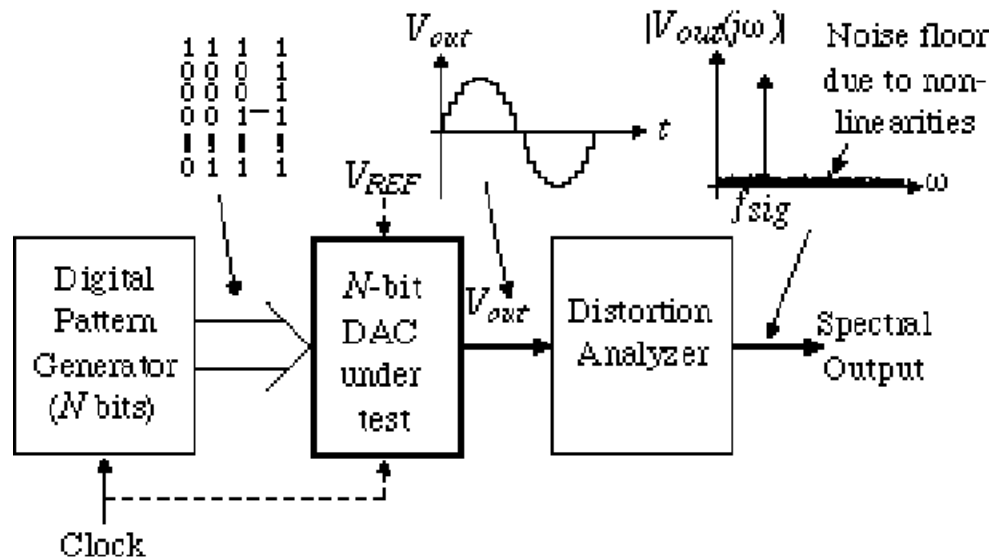 1 1 1 1
0 0 0 1
0 0 0 1
0 0 1 1
0 1 1 1
Vout
t
|Vout(jω)|
Noise floor
due to non-
linearities
ω
fsig
VREF
Digital
Pattern
Generator
(N bits)
N-bit
DAC
under
test
Vout
Distortion
Analyzer
Spectral
Output
Clock